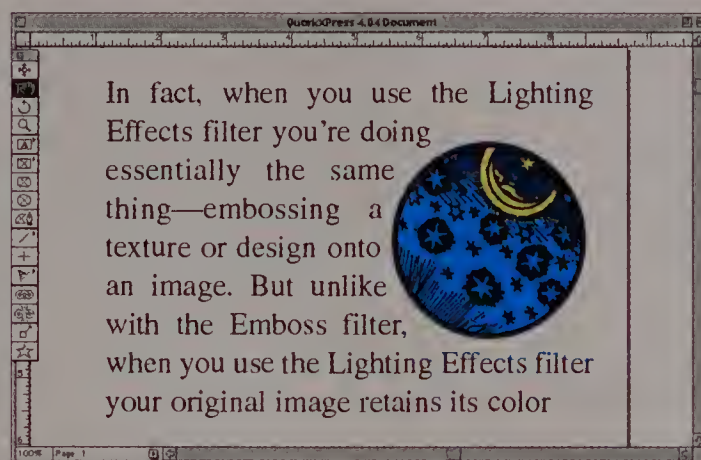 QuarkXPress 4.04 Document
In fact, when you use the Lighting
Effects filter you're doing
essentially the same
thing—embossing a
texture or design onto
an image. But unlike
with the Emboss filter,
when you use the Lighting Effects filter
your original image retains its color
100% Page 1